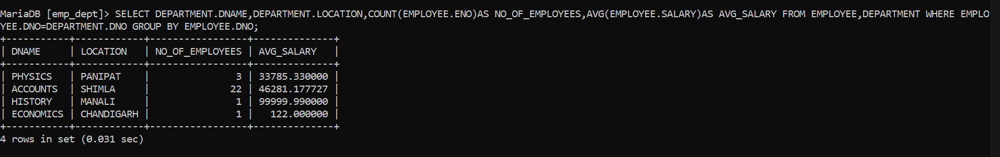 MariaDB [emp_dept]> SELECT DEPARTMENT.DNAME,DEPARTMENT.LOCATION,COUNT(EMPLOYEE.ENO)AS NO_OF_EMPLOYEES,AVG(EMPLOYEE.SALARY)AS AVG_SALARY FROM EMPLOYEE,DEPARTMENT WHERE EMPLO
YEE.DNO=DEPARTMENT.DNO GROUP BY EMPLOYEE.DNO;
+-----------+------------+-----------------+--------------+
| DNAME     | LOCATION   | NO_OF_EMPLOYEES | AVG_SALARY   |
+-----------+------------+-----------------+--------------+
| PHYSICS   | PANIPAT    |               3 | 33785.330000 |
| ACCOUNTS  | SHIMLA     |              22 | 46281.177727 |
| HISTORY   | MANALI     |               1 | 99999.990000 |
| ECONOMICS | CHANDIGARH |               1 |   122.000000 |
+-----------+------------+-----------------+--------------+
4 rows in set (0.031 sec)